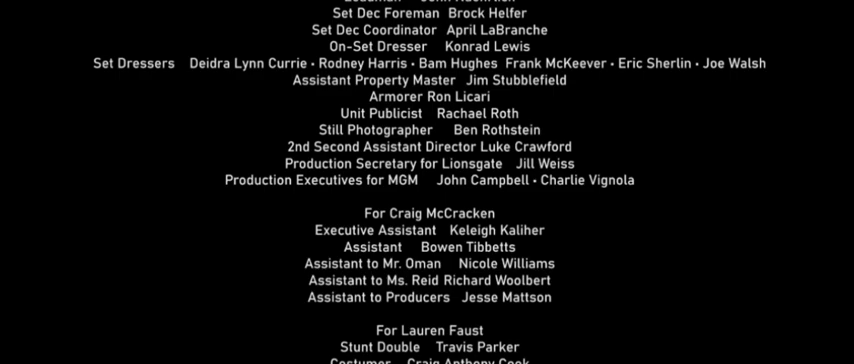 Set Dec Foreman Brock Helfer
Set Dec Coordinator April LaBranche
On-Set Dresser Konrad Lewis
Set Dressers Deidra Lynn Currie • Rodney Harris • Bam Hughes Frank McKeever • Eric Sherlin • Joe Walsh
Assistant Property Master Jim Stubblefield
Armorer Ron Licari
Unit Publicist Rachael Roth
Still Photographer Ben Rothstein
2nd Second Assistant Director Luke Crawford
Production Secretary for Lionsgate Jill Weiss
Production Executives for MGM John Campbell • Charlie Vignola
For Craig McCracken
Executive Assistant Keleigh Kaliher
Assistant Bowen Tibbetts
Assistant to Mr. Oman Nicole Williams
Assistant to Ms. Reid Richard Woolbert
Assistant to Producers Jesse Mattson
For Lauren Faust
Stunt Double Travis Parker
Costumer Craig Anthony Cook